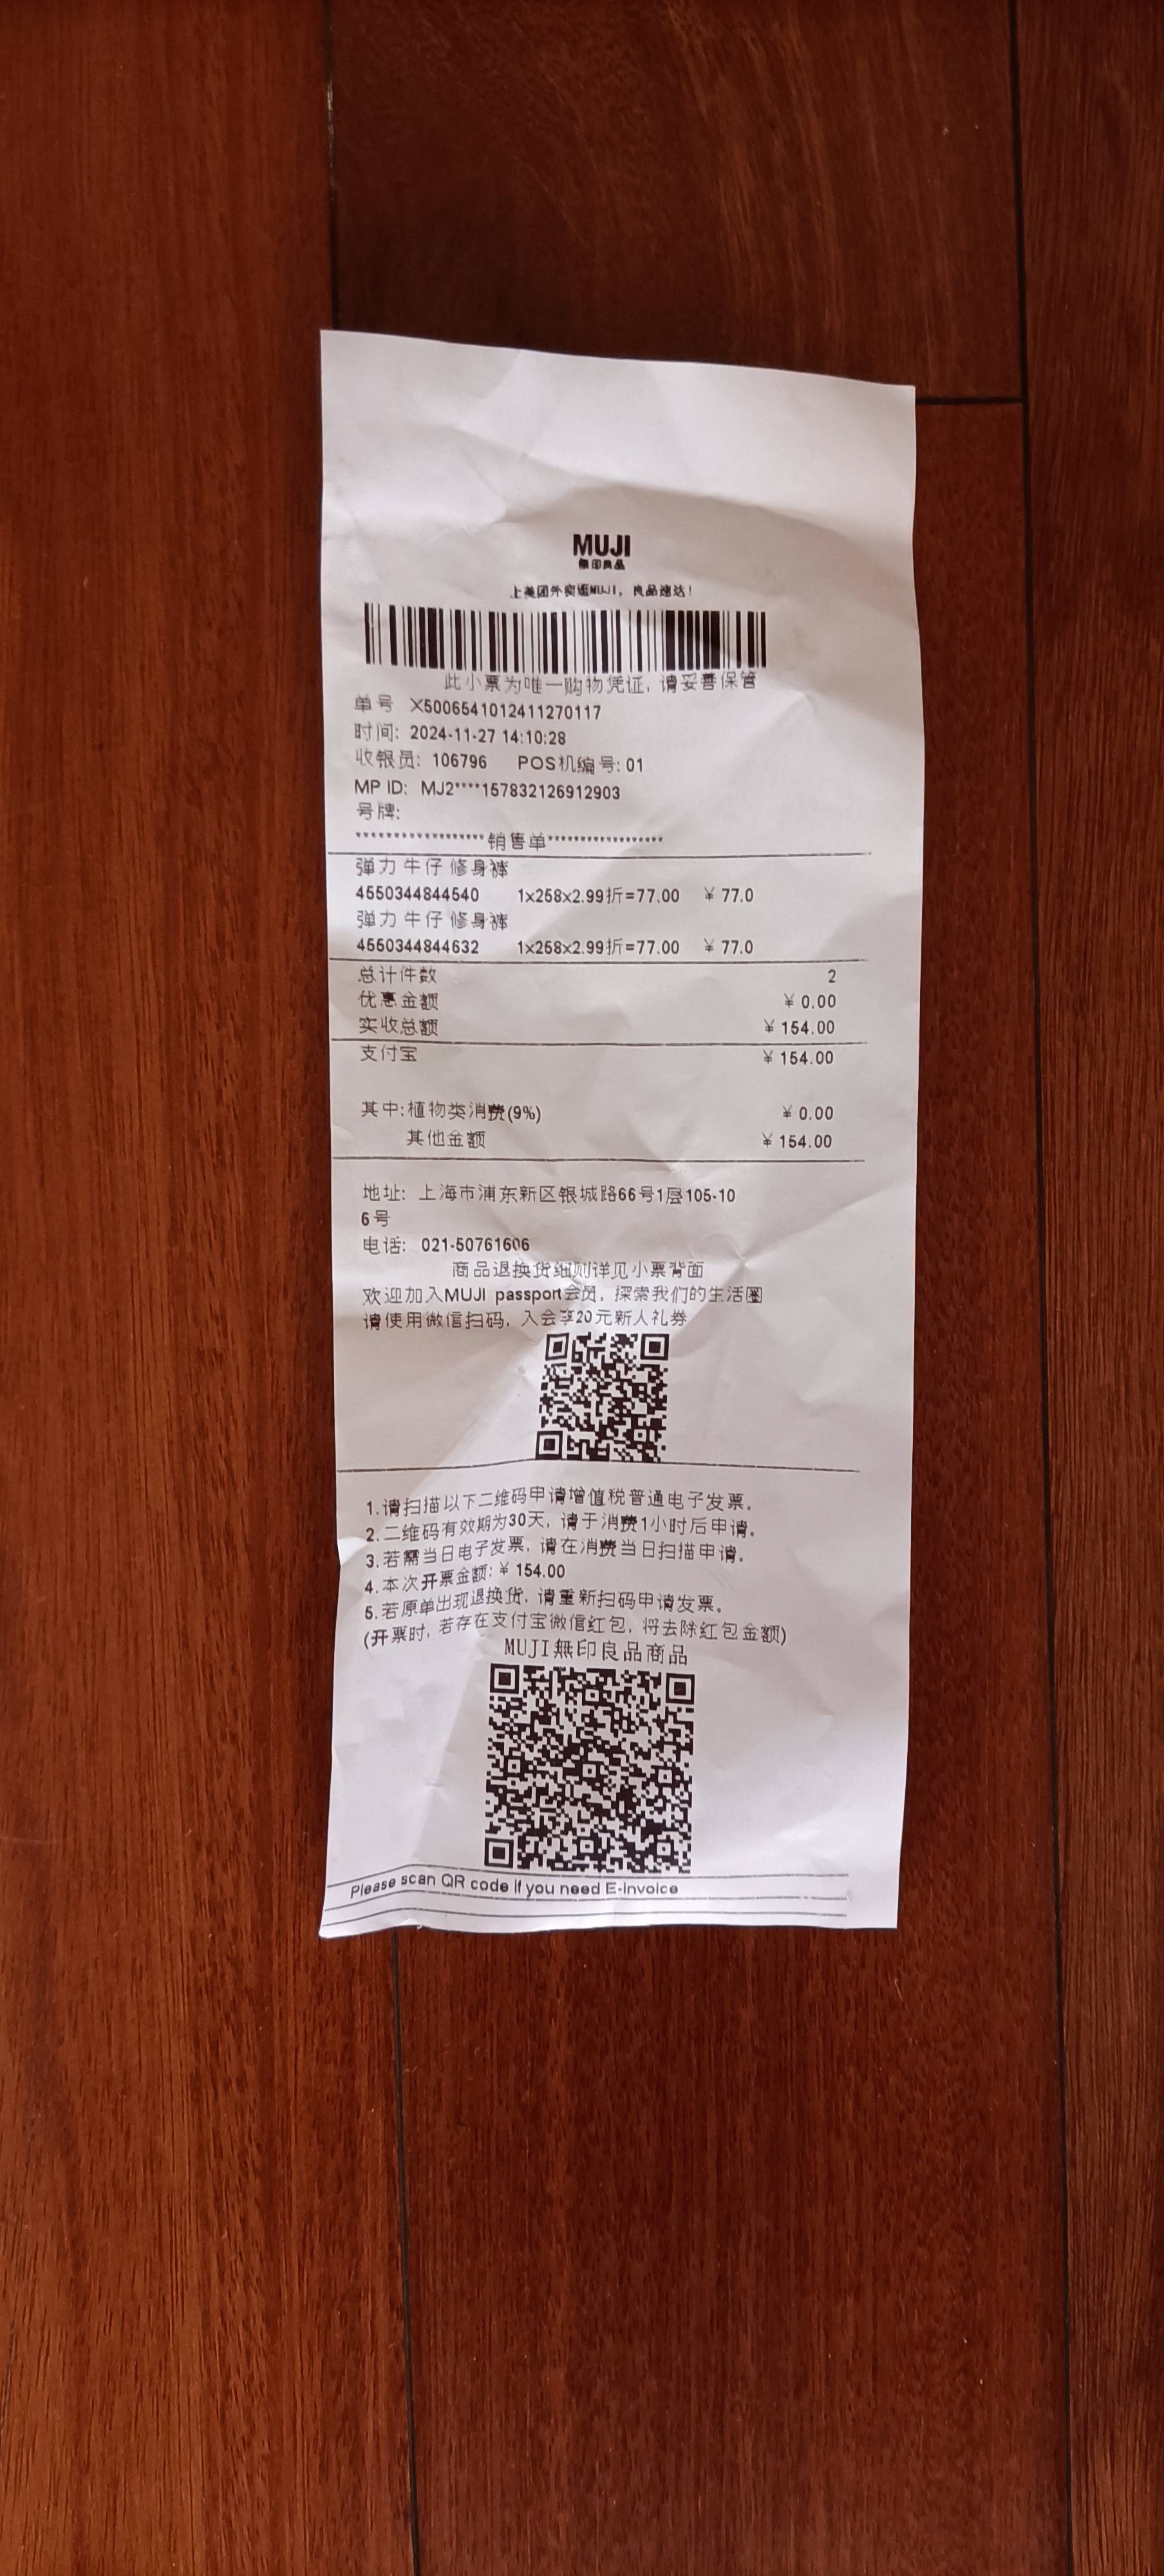 MUJI
無印良品
上美团外卖逛MUJI，良品速达！
此小票为唯一购物凭证, 请妥善保管
单号 X5006541012411270117
时间: 2024-11-27 14:10:28
收银员: 106796 POS机编号: 01
MP ID: MJ2****157832126912903
号牌:
*****************销售单*****************
弹力 牛仔 修身裤
4550344844540 1x258x2.99折=77.00 ¥ 77.0
弹力 牛仔 修身裤
4550344844632 1x258x2.99折=77.00 ¥ 77.0
总计件数 2
优惠金额 ¥ 0.00
实收总额 ¥ 154.00
支付宝 ¥ 154.00
其中:植物类消费(9%) ¥ 0.00
其他金额 ¥ 154.00
地址: 上海市浦东新区银城路66号1层105-10
6号
电话: 021-50761606
商品退换货细则详见小票背面
欢迎加入MUJI passport会员, 探索我们的生活圈
请使用微信扫码, 入会享20元新人礼券
1.请扫描以下二维码申请增值税普通电子发票。
2.二维码有效期为30天, 请于消费1小时后申请。
3.若需当日电子发票, 请在消费当日扫描申请。
4.本次开票金额: ¥ 154.00
5.若原单出现退换货, 请重新扫码申请发票。
(开票时, 若存在支付宝微信红包, 将去除红包金额)
MUJI無印良品商品
Please scan QR code if you need E-invoice